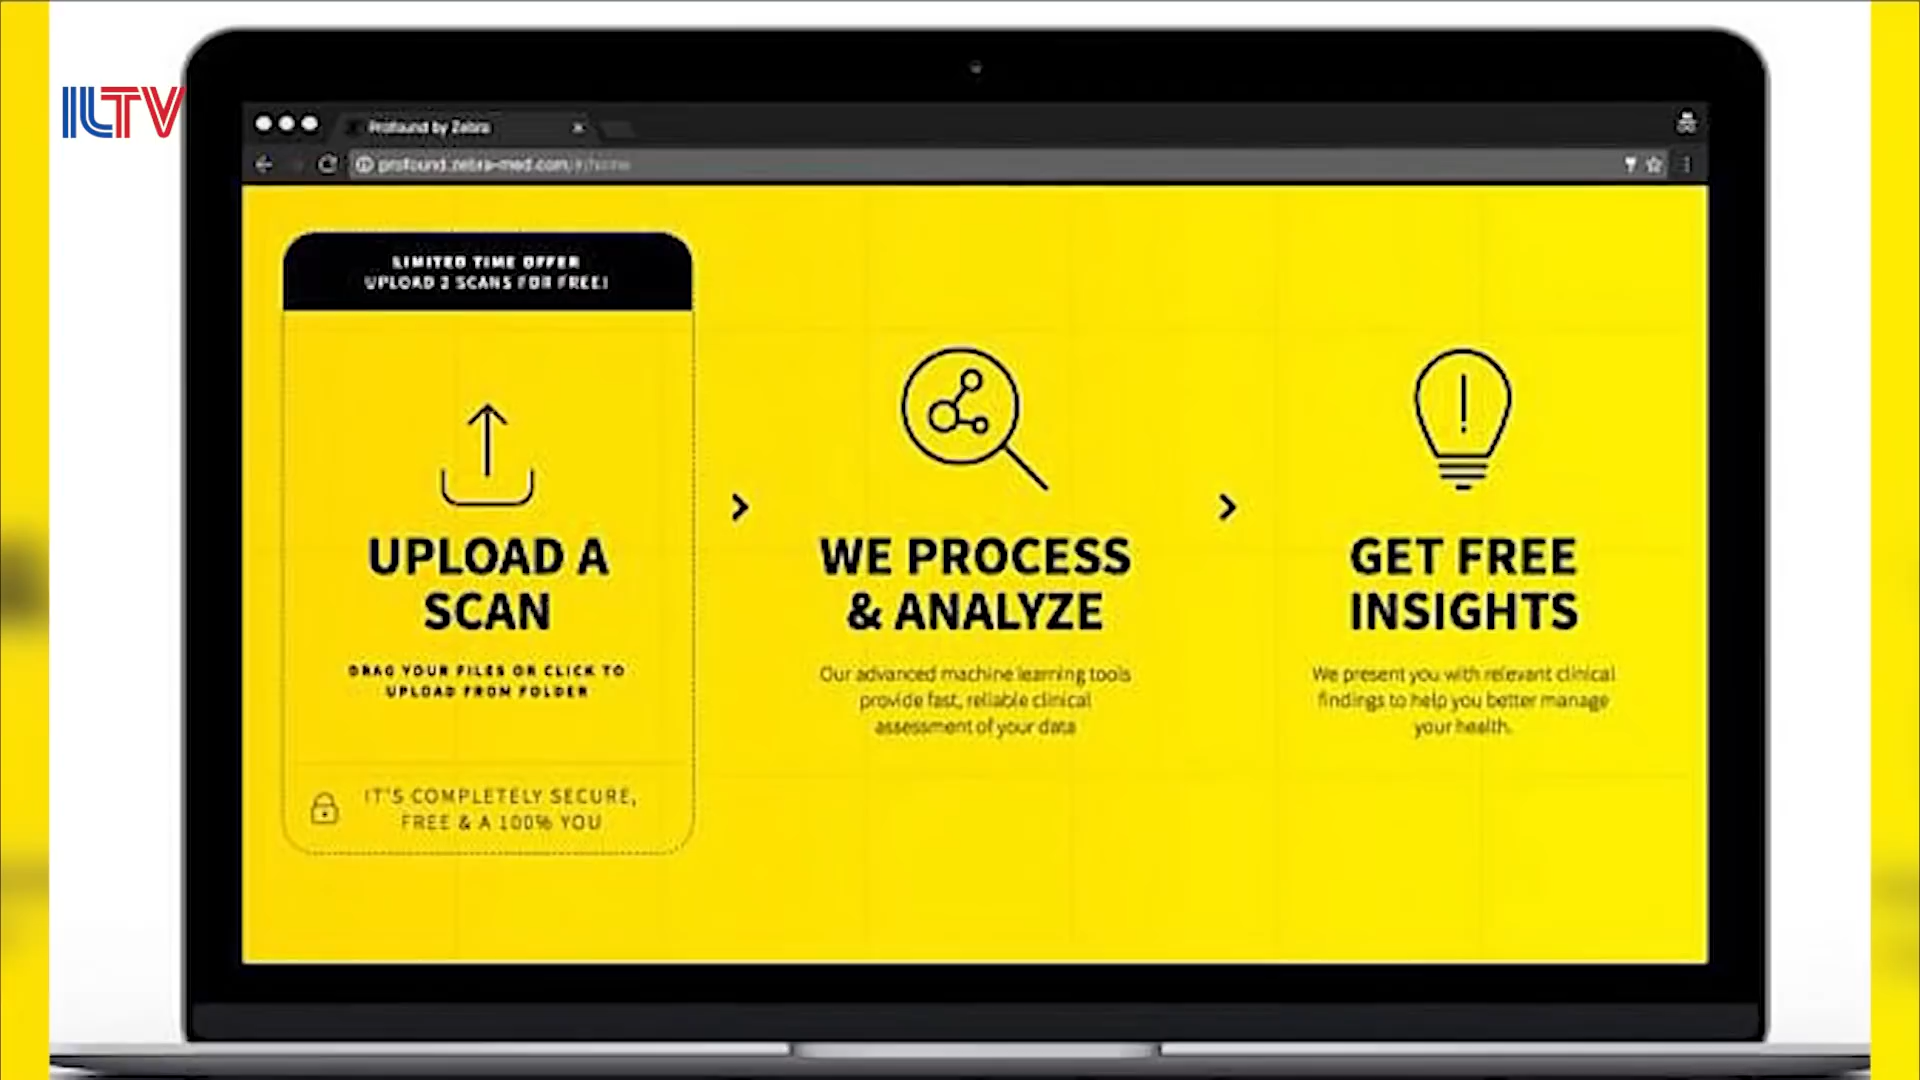 ILTV
Profound by Zebra
profound.zebra-med.com/#/home
LIMITED TIME OFFER
UPLOAD 2 SCANS FOR FREE!
UPLOAD A
SCAN
DRAG YOUR FILES OR CLICK TO
UPLOAD FROM FOLDER
IT'S COMPLETELY SECURE,
FREE & A 100% YOU
WE PROCESS
& ANALYZE
Our advanced machine learning tools
provide fast, reliable clinical
assessment of your data
GET FREE
INSIGHTS
We present you with relevant clinical
findings to help you better manage
your health.